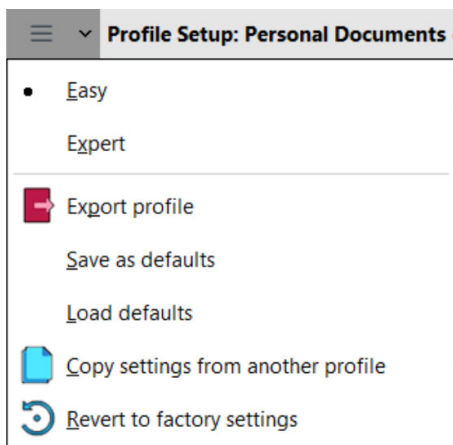 Profile Setup: Personal Documents
Easy
Expert
Export profile
Save as defaults
Load defaults
Copy settings from another profile
Revert to factory settings